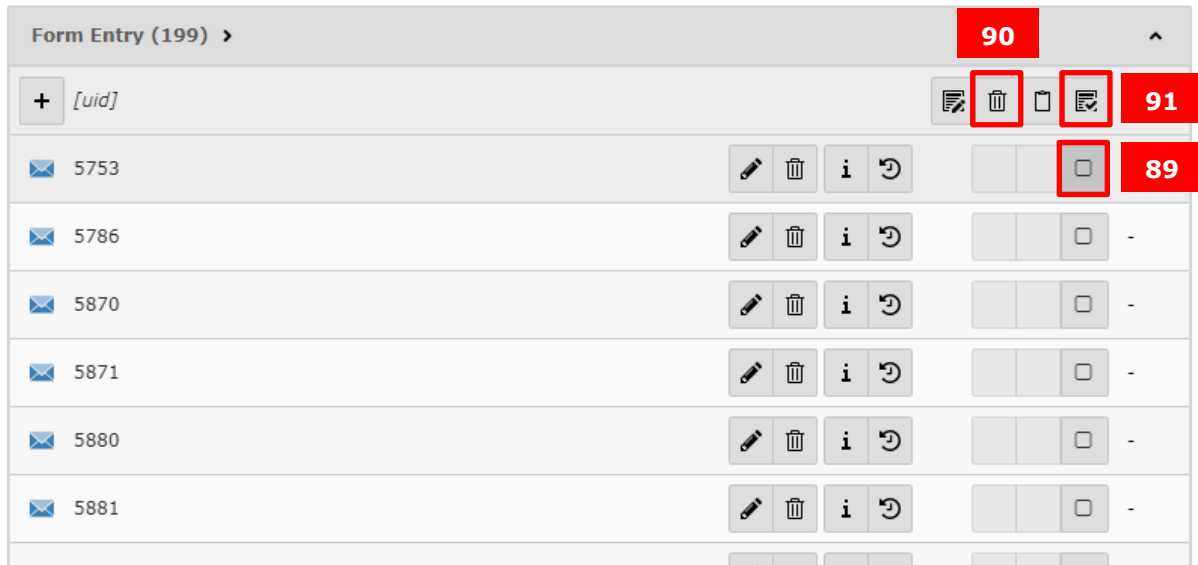 Form Entry (199) >
90
+ [uid]
91
5753
i
89
5786
i
-
5870
i
-
5871
i
-
5880
i
-
5881
i
-